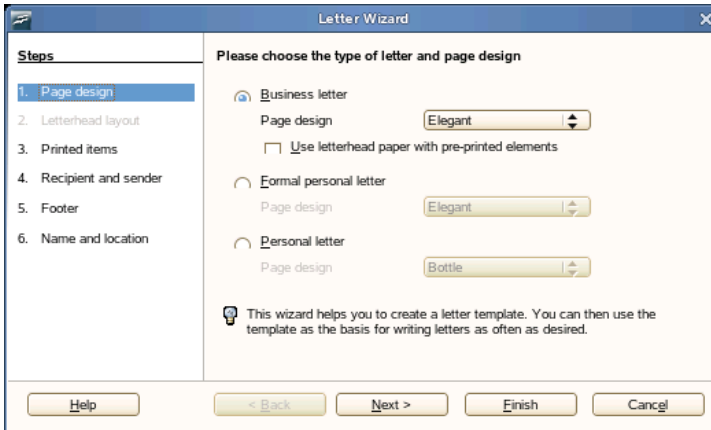 Letter Wizard
Steps
1. Page design
2. Letterhead layout
3. Printed items
4. Recipient and sender
5. Footer
6. Name and location
Please choose the type of letter and page design
Business letter
Page design Elegant
Use letterhead paper with pre-printed elements
Formal personal letter
Page design Elegant
Personal letter
Page design Bottle
This wizard helps you to create a letter template. You can then use the
template as the basis for writing letters as often as desired.
Help < Back Next > Finish Cancel